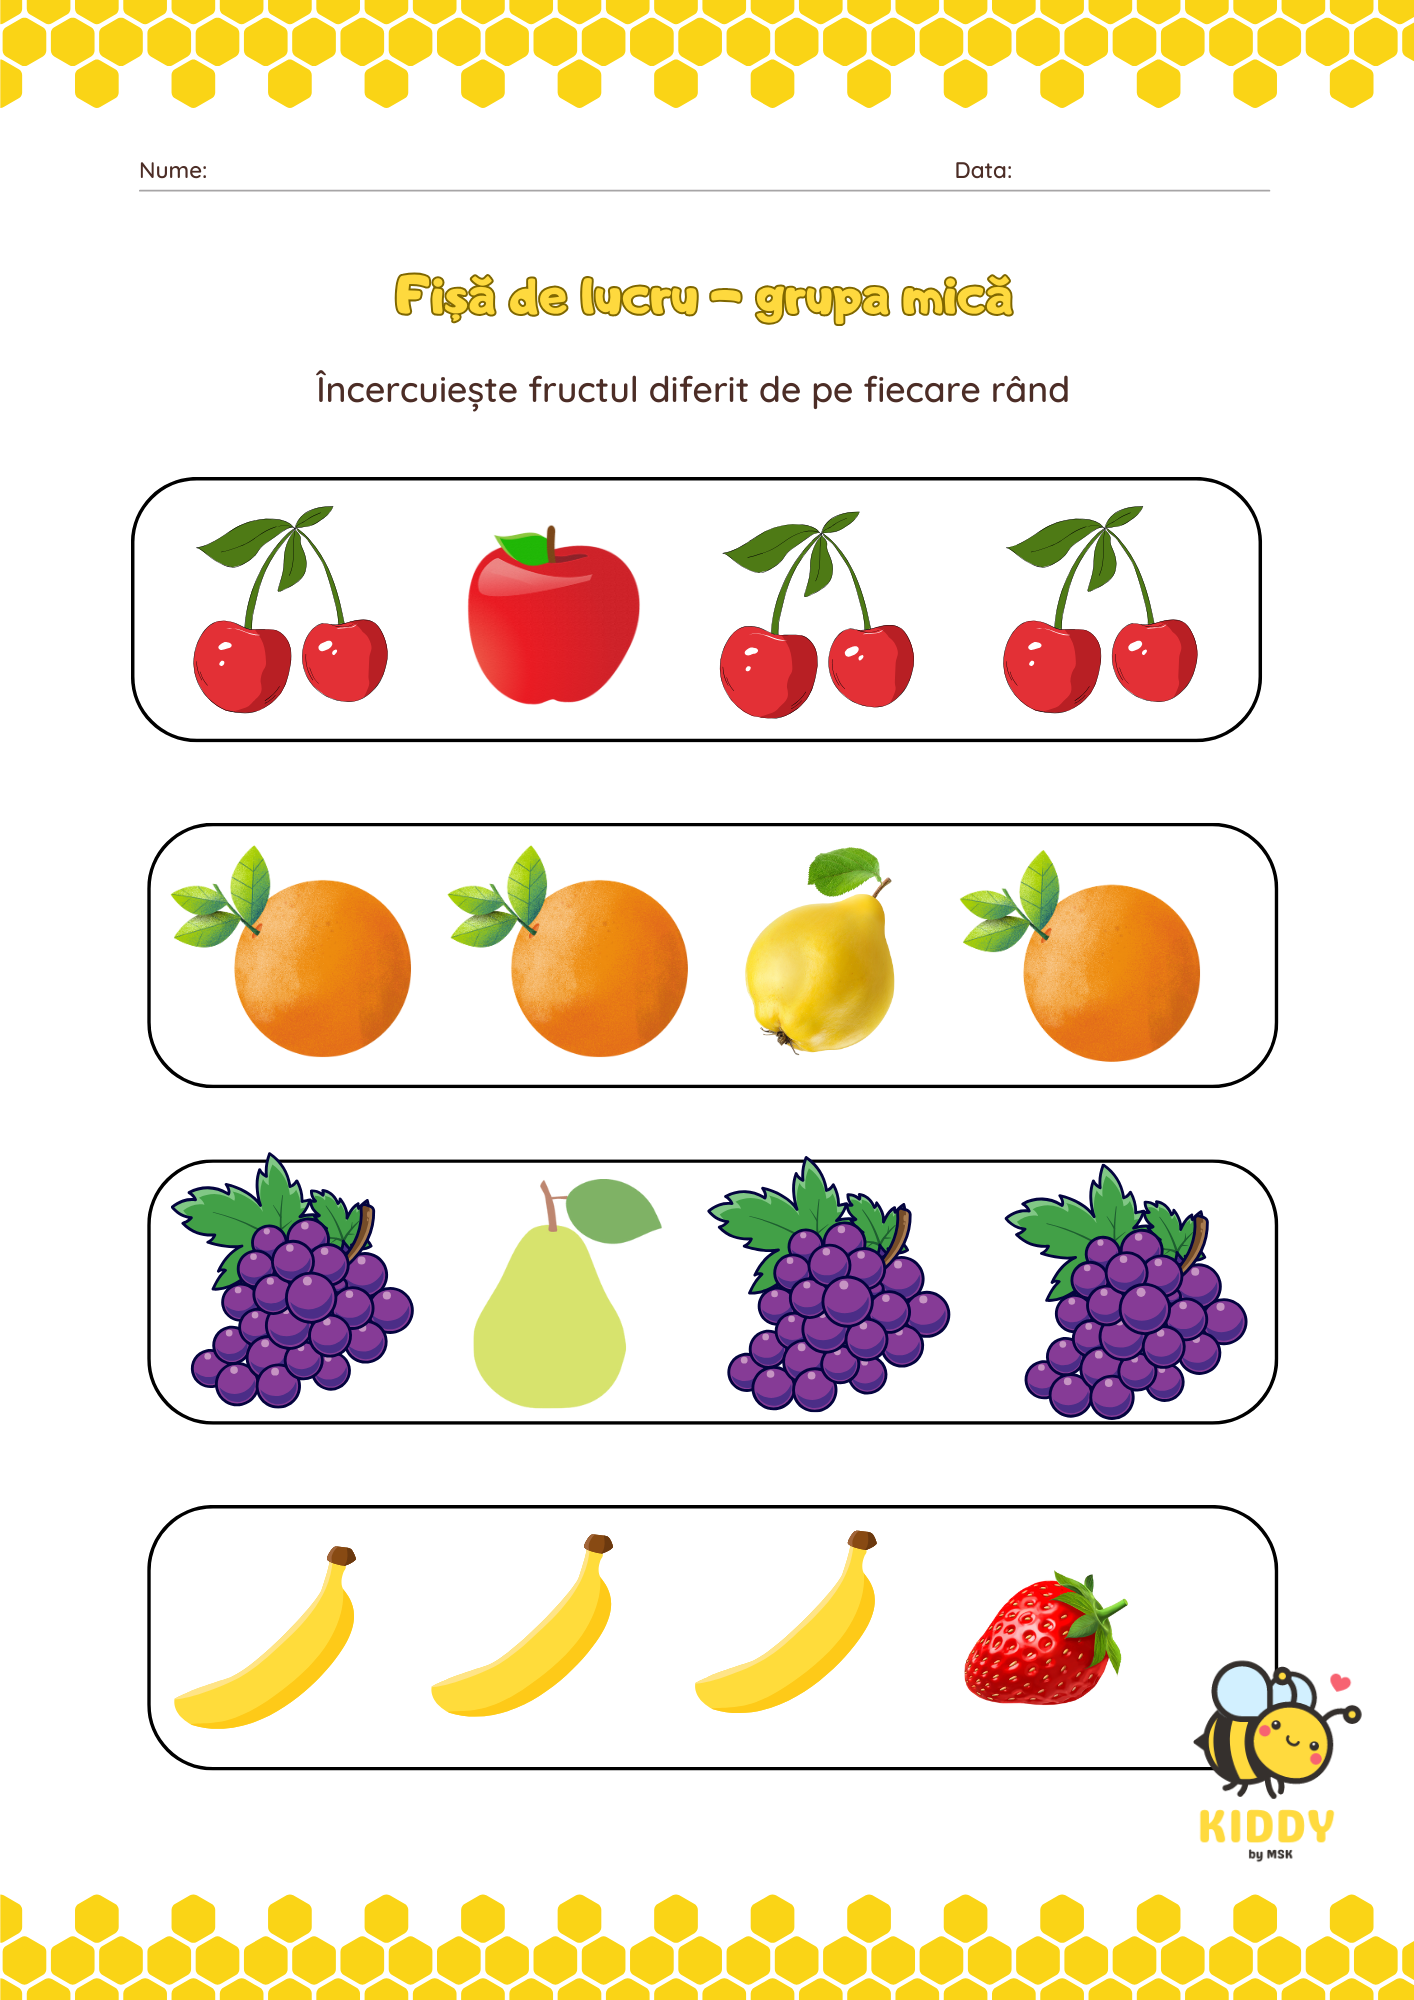 Nume: Data:
Fișă de lucru - grupa mică
Încercuiește fructul diferit de pe fiecare rând
KIDDY
by MSK